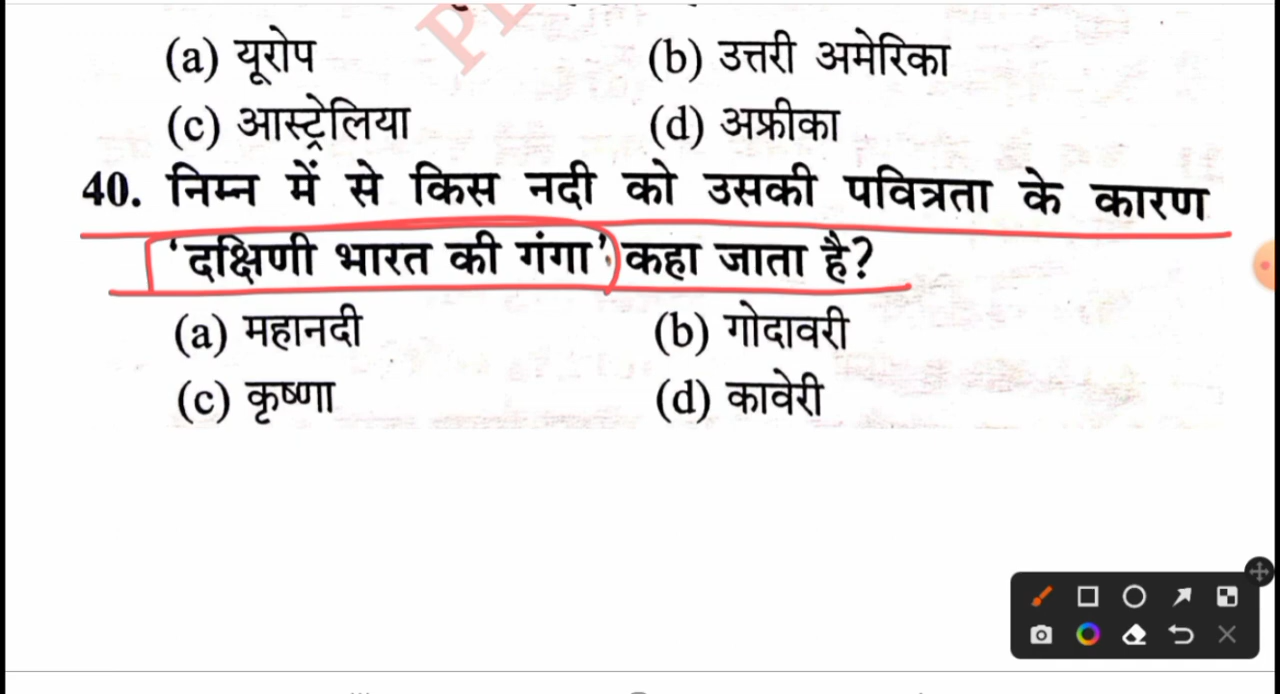 (a) यूरोप (b) उत्तरी अमेरिका
(c) आस्ट्रेलिया (d) अफ्रीका
40. निम्न में से किस नदी को उसकी पवित्रता के कारण
‘दक्षिणी भारत की गंगा’ कहा जाता है?
(a) महानदी (b) गोदावरी
(c) कृष्णा (d) कावेरी